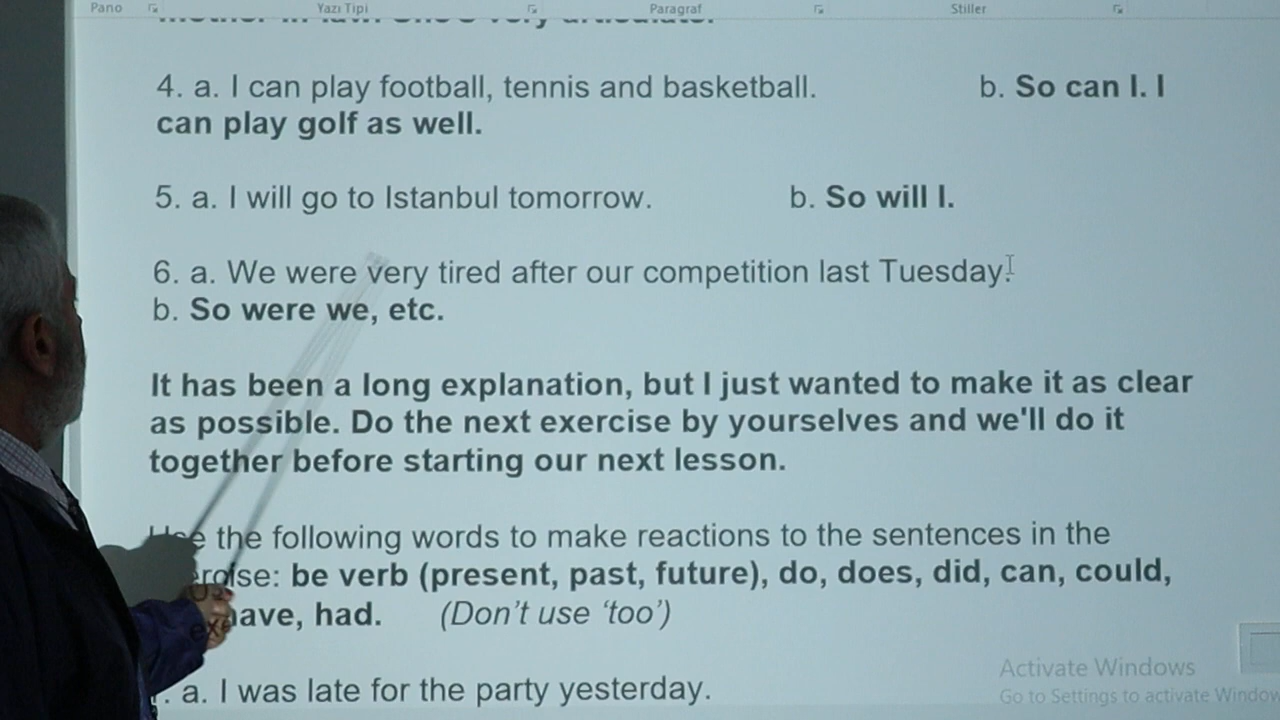 Pano Yazı Tipi Paragraf Stiller
4. a. I can play football, tennis and basketball. b. So can I. I
can play golf as well.
5. a. I will go to Istanbul tomorrow. b. So will I.
6. a. We were very tired after our competition last Tuesday.
b. So were we, etc.
It has been a long explanation, but I just wanted to make it as clear
as possible. Do the next exercise by yourselves and we'll do it
together before starting our next lesson.
the following words to make reactions to the sentences in the
be verb (present, past, future), do, does, did, can, could,
had. (Don't use 'too')
a. I was late for the party yesterday.
Activate Windows
Go to Settings to activate